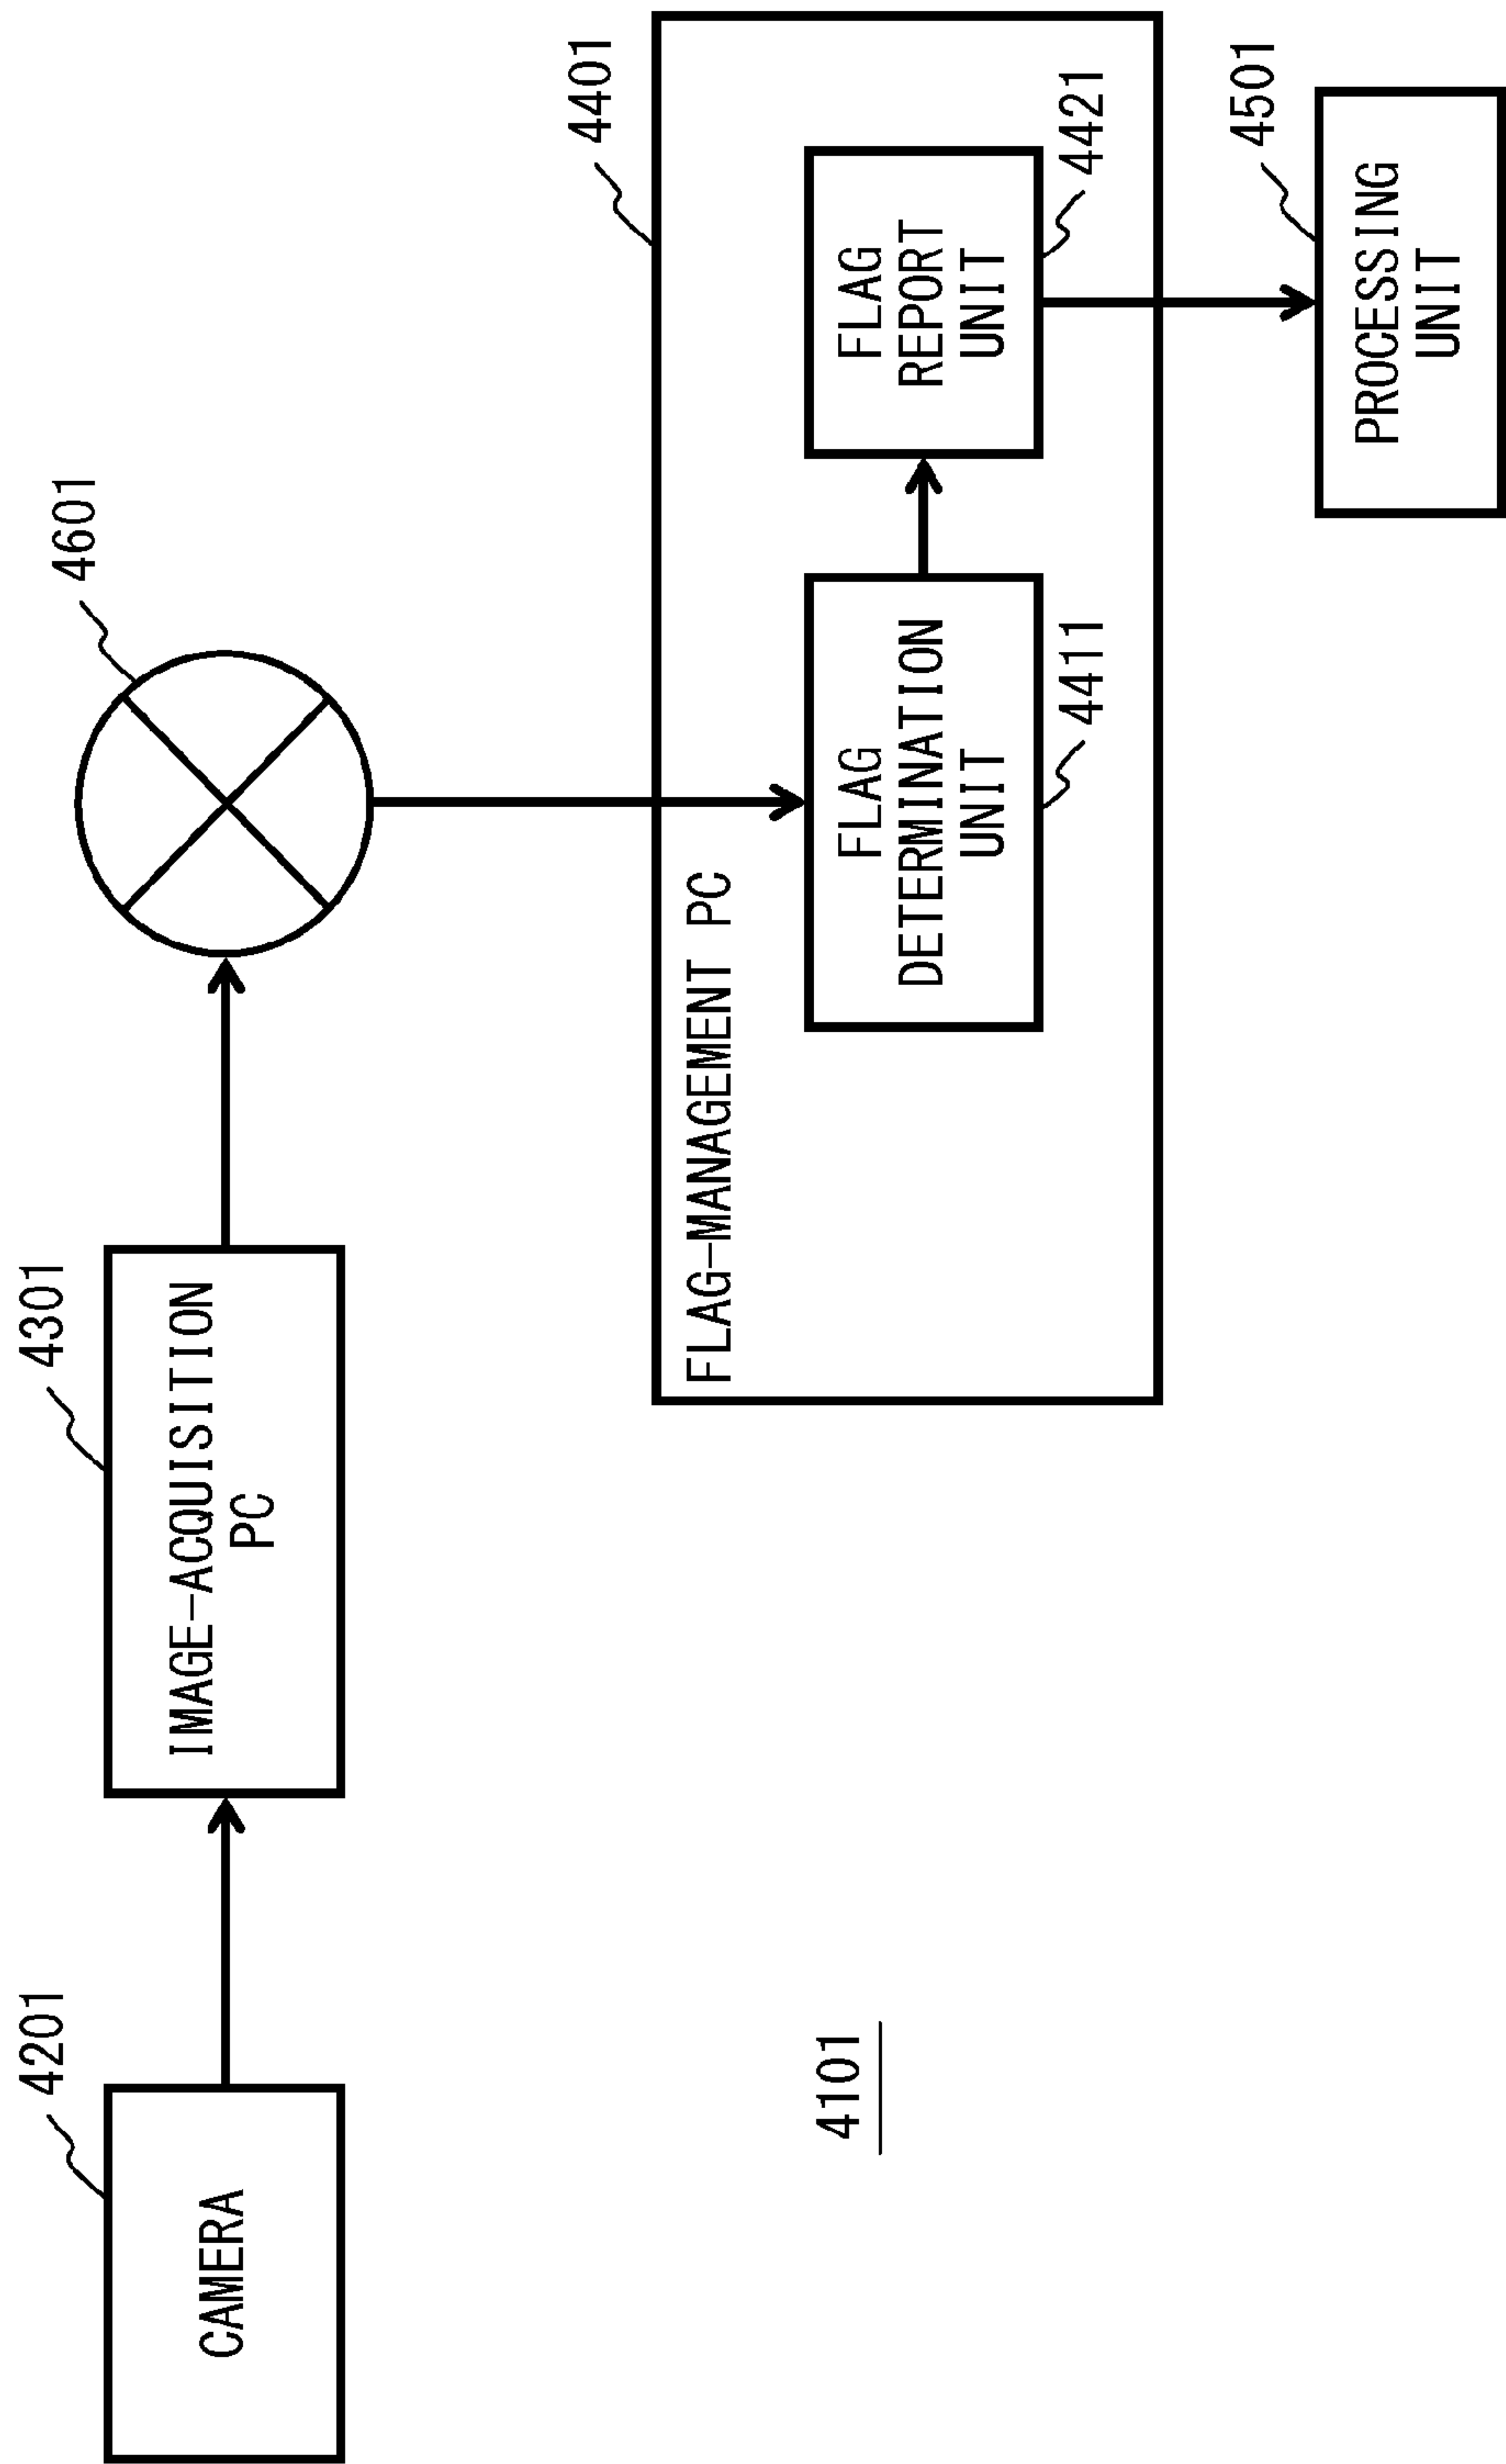 4201
CAMERA
4301
IMAGE-ACQUISITION
PC
4601
4401
FLAG-MANAGEMENT PC
FLAG
DETERMINATION
UNIT
4411
FLAG
REPORT
UNIT
4421
4501
PROCESSING
UNIT
4101